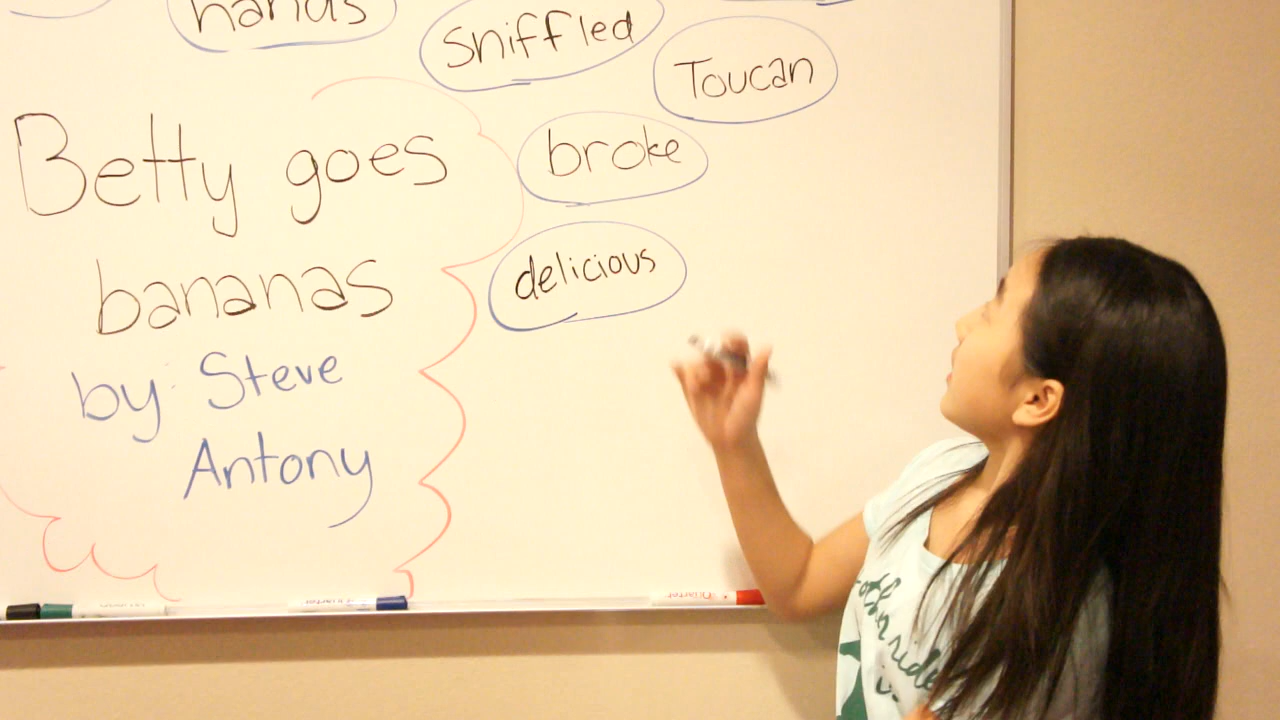 hands
Sniffled
Toucan
Betty goes
bananas
by: Steve
Antony
broke
delicious